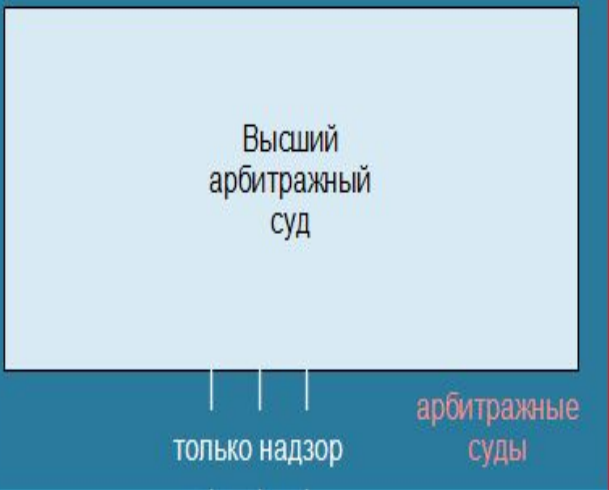 Высший
арбитражный
суд
только надзор
арбитражные
суды